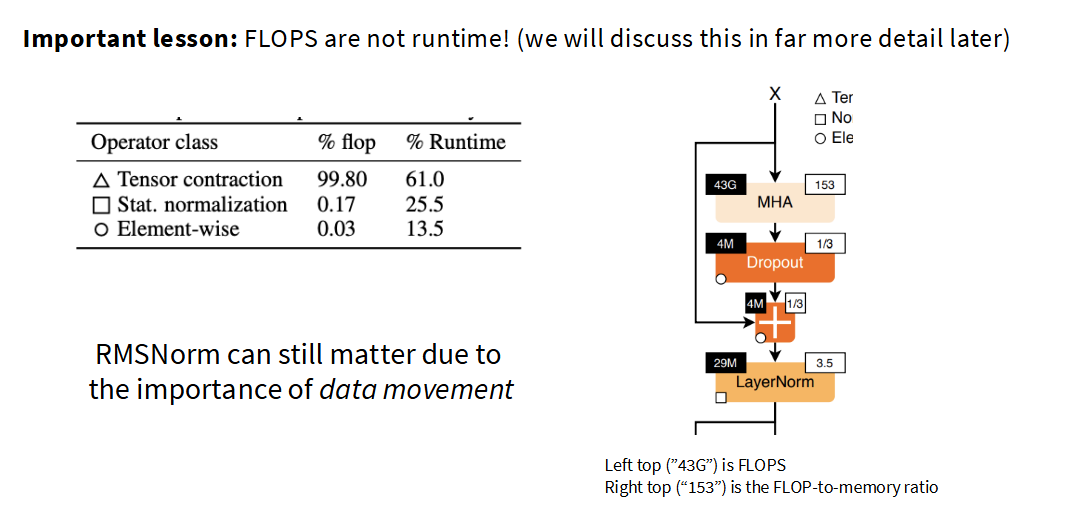 Important lesson: FLOPS are not runtime! (we will discuss this in far more detail later)
Operator class % flop % Runtime
△ Tensor contraction 99.80 61.0
□ Stat. normalization 0.17 25.5
○ Element-wise 0.03 13.5
RMSNorm can still matter due to
the importance of data movement
X
△ Ter
□ No
○ Ele
43G 153
MHA
4M 1/3
Dropout
4M 1/3
29M 3.5
LayerNorm
Left top ("43G") is FLOPS
Right top ("153") is the FLOP-to-memory ratio